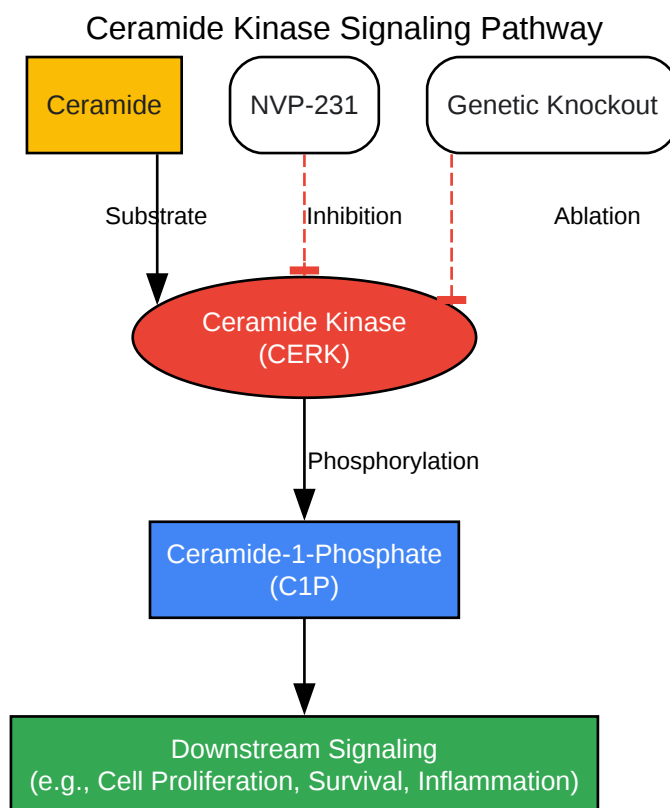 Ceramide Kinase Signaling Pathway
Ceramide
NVP-231
Genetic Knockout
Substrate
Inhibition
Ablation
Ceramide Kinase
(CERK)
Phosphorylation
Ceramide-1-Phosphate
(C1P)
Downstream Signaling
(e.g., Cell Proliferation, Survival, Inflammation)